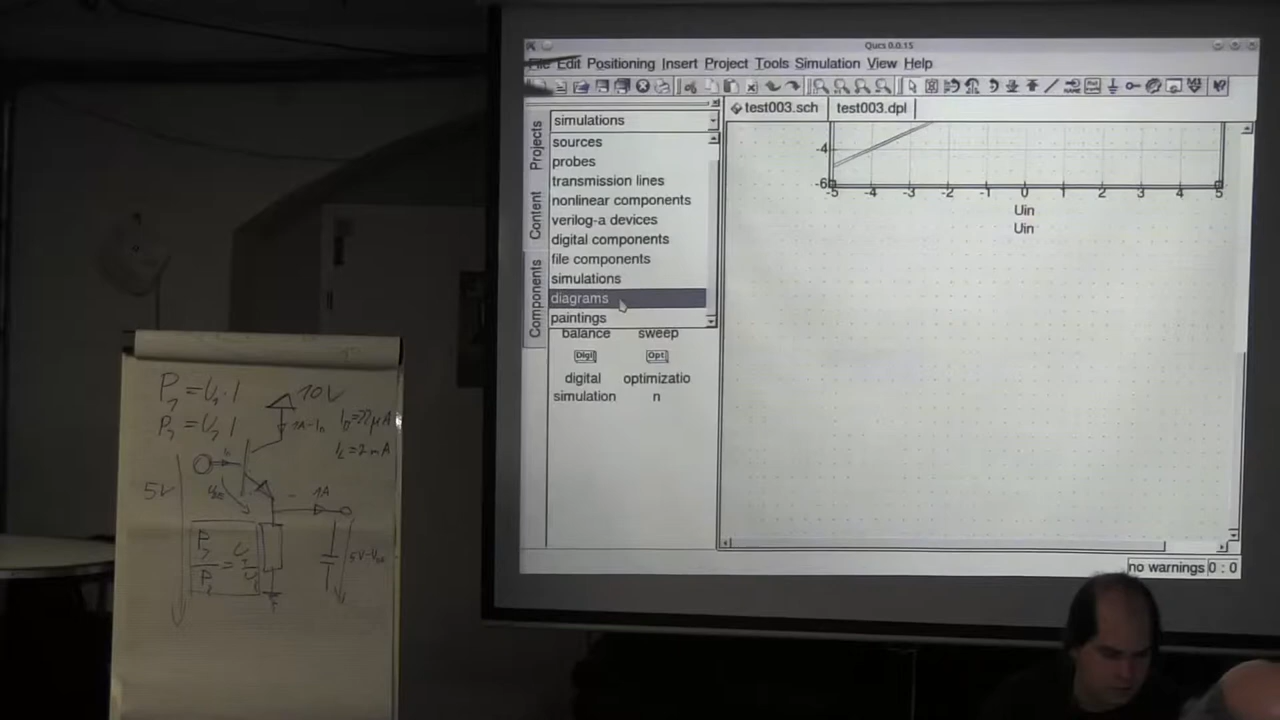 Qucs 0.0.15
File Edit Positioning Insert Project Tools Simulation View Help
test003.sch
test003.dpl
Projects
Content
Components
simulations
sources
probes
transmission lines
nonlinear components
verilog-a devices
digital components
file components
simulations
diagrams
paintings
balance
sweep
Digi
Opt
digital
simulation
optimizatio
n
-4
-6
-5 -4 -3 -2 -1 0 1 2 3 4 5
Uin
Uin
no warnings 0 : 0
10V
5V
1A